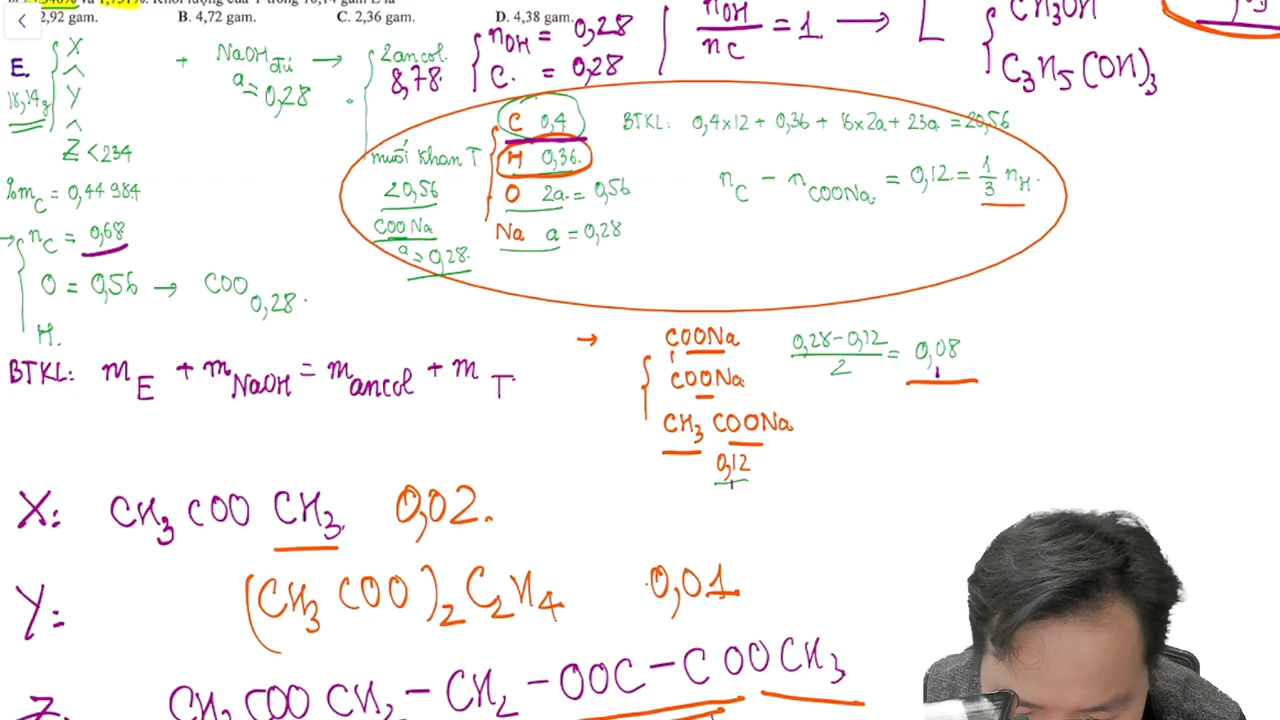 B. 4,72 gam.
C. 2,36 gam.
D. 4,38 gam.
2,92 gam.
E.
18,14g
X
^
Y
^
Z < 234
+ NaOH đủ →
a = 0,28
2 ancol.
8,78.
nOH = 0,28
C. = 0,28
nOH / nC = 1 →
CH3OH
C3H5(OH)3
muối khan T
20,56
COONa
a = 0,28.
C 0,4
H 0,36.
O 2a = 0,56
Na a = 0,28
BTKL: 0,4x12 + 0,36 + 16x2a + 23a = 20,56
nC - nCOONa = 0,12 = 1/3 nH.
%mC = 0,44984
→ nC = 0,68
O = 0,56 → COO 0,28.
H.
BTKL: mE + mNaOH = mancol + mT.
→ COONa
COONa
CH3COONa
0,12
(0,28 - 0,12) / 2 = 0,08
X: CH3COOCH3. 0,02.
Y: (CH3COO)2C2H4 0,01
Z: CH3COOCH2 - CH2 - OOC - COOCH3